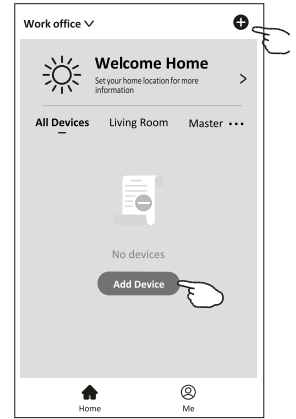 Work office
Welcome Home
Set your home location for more
information
All Devices Living Room Master
No devices
Add Device
Home Me